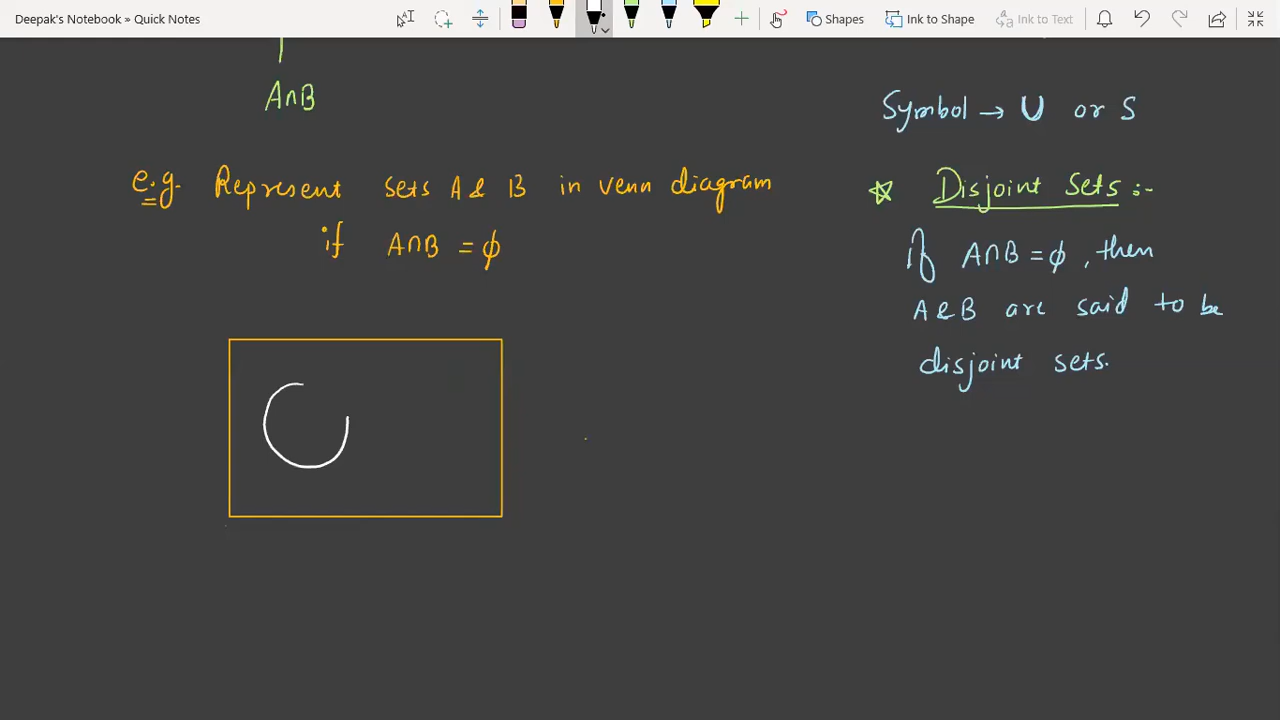 Deepak's Notebook » Quick Notes
Shapes
Ink to Shape
Ink to Text
A∩B
e.g. Represent sets A & B in venn diagram
if A∩B = ϕ
Symbol → U or S
☆ Disjoint Sets :-
If A∩B = ϕ, then
A & B are said to be
disjoint sets.